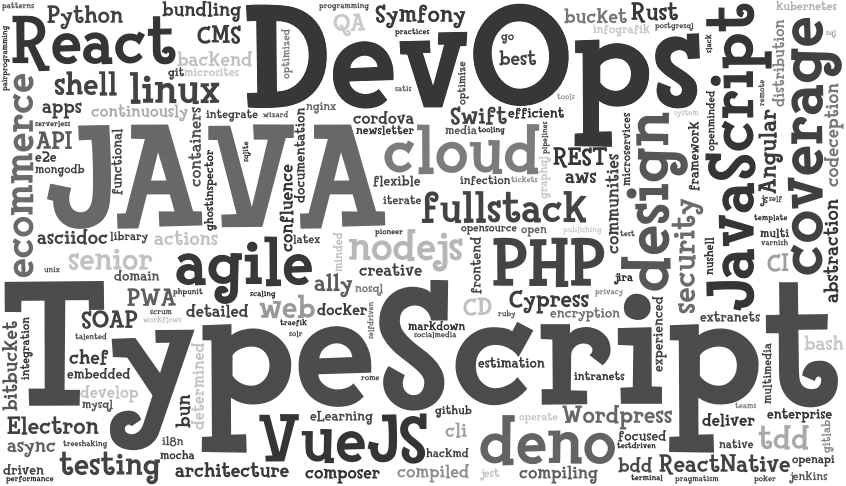 patterns
Python
bundling
programming
QA
Symfony
practices
bucket
Rust
infografik
postgresql
Kubernetes
pairprogramming
React
CMS
backend
git
microsites
optimized
DevOps
go
best
slack
sql
ecommerce
shell
linux
apps
continuously
serverless
API
e2e
mongodb
functional
containers
integrate
wizard
nginx
satis
optimize
cordova
newsletter
media
tooling
Swift
efficient
tools
pipelines
system
JavaScript
remote
distribution
coverage
codeception
JAVA
ghostinspector
sqlite
documentation
confluence
cloud
flexible
infection
tickets
graphql
REST
aws
microservices
communities
design
framework
openminded
Angular
js
self
template
multi
varnish
CI
abstraction
iterate
fullstack
pioneer
opensource
open
publishing
test
security
nushell
asciidoc
library
actions
latex
minded
nodejs
frontend
PHP
jira
unix
senior
domain
agile
scaling
ally
nosql
creative
PWA
phpunit
scrum
workflows
SOAP
detailed
web
docker
traefik
solr
selfdriven
CD
ruby
Cypress
privacy
encryption
experienced
extranets
bitbucket
integration
TypeScript
talented
chef
embedded
develop
mysql
determined
bun
rome
markdown
socialmedia
estimation
intranets
multimedia
bash
Electron
async
treeshaking
i18n
mocha
VueJS
eLearning
github
cli
hackmd
operate
deno
Wordpress
focused
testdriven
deliver
teams
native
tdd
enterprise
gitlab
driven
performance
testing
architecture
composer
compiled
jest
compiling
bdd
terminal
ReactNative
pragmatism
poker
openapi
jenkins